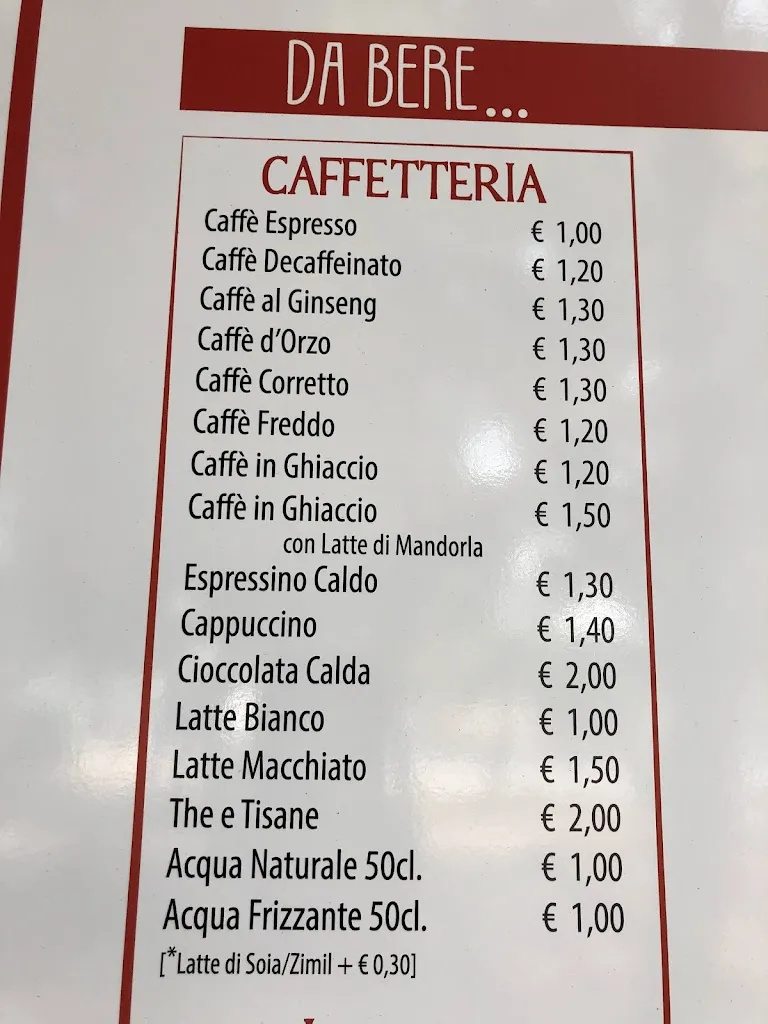 DA BERE...
CAFFETTERIA
Caffè Espresso € 1,00
Caffè Decaffeinato € 1,20
Caffè al Ginseng € 1,30
Caffè d'Orzo € 1,30
Caffè Corretto € 1,30
Caffè Freddo € 1,20
Caffè in Ghiaccio € 1,20
Caffè in Ghiaccio € 1,50
con Latte di Mandorla
Espressino Caldo € 1,30
Cappuccino € 1,40
Cioccolata Calda € 2,00
Latte Bianco € 1,00
Latte Macchiato € 1,50
The e Tisane € 2,00
Acqua Naturale 50cl. € 1,00
Acqua Frizzante 50cl. € 1,00
[*Latte di Soia/Zimil + € 0,30]